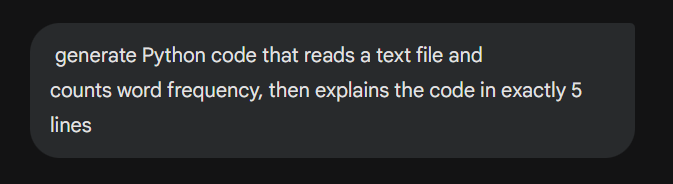 generate Python code that reads a text file and
counts word frequency, then explains the code in exactly 5
lines